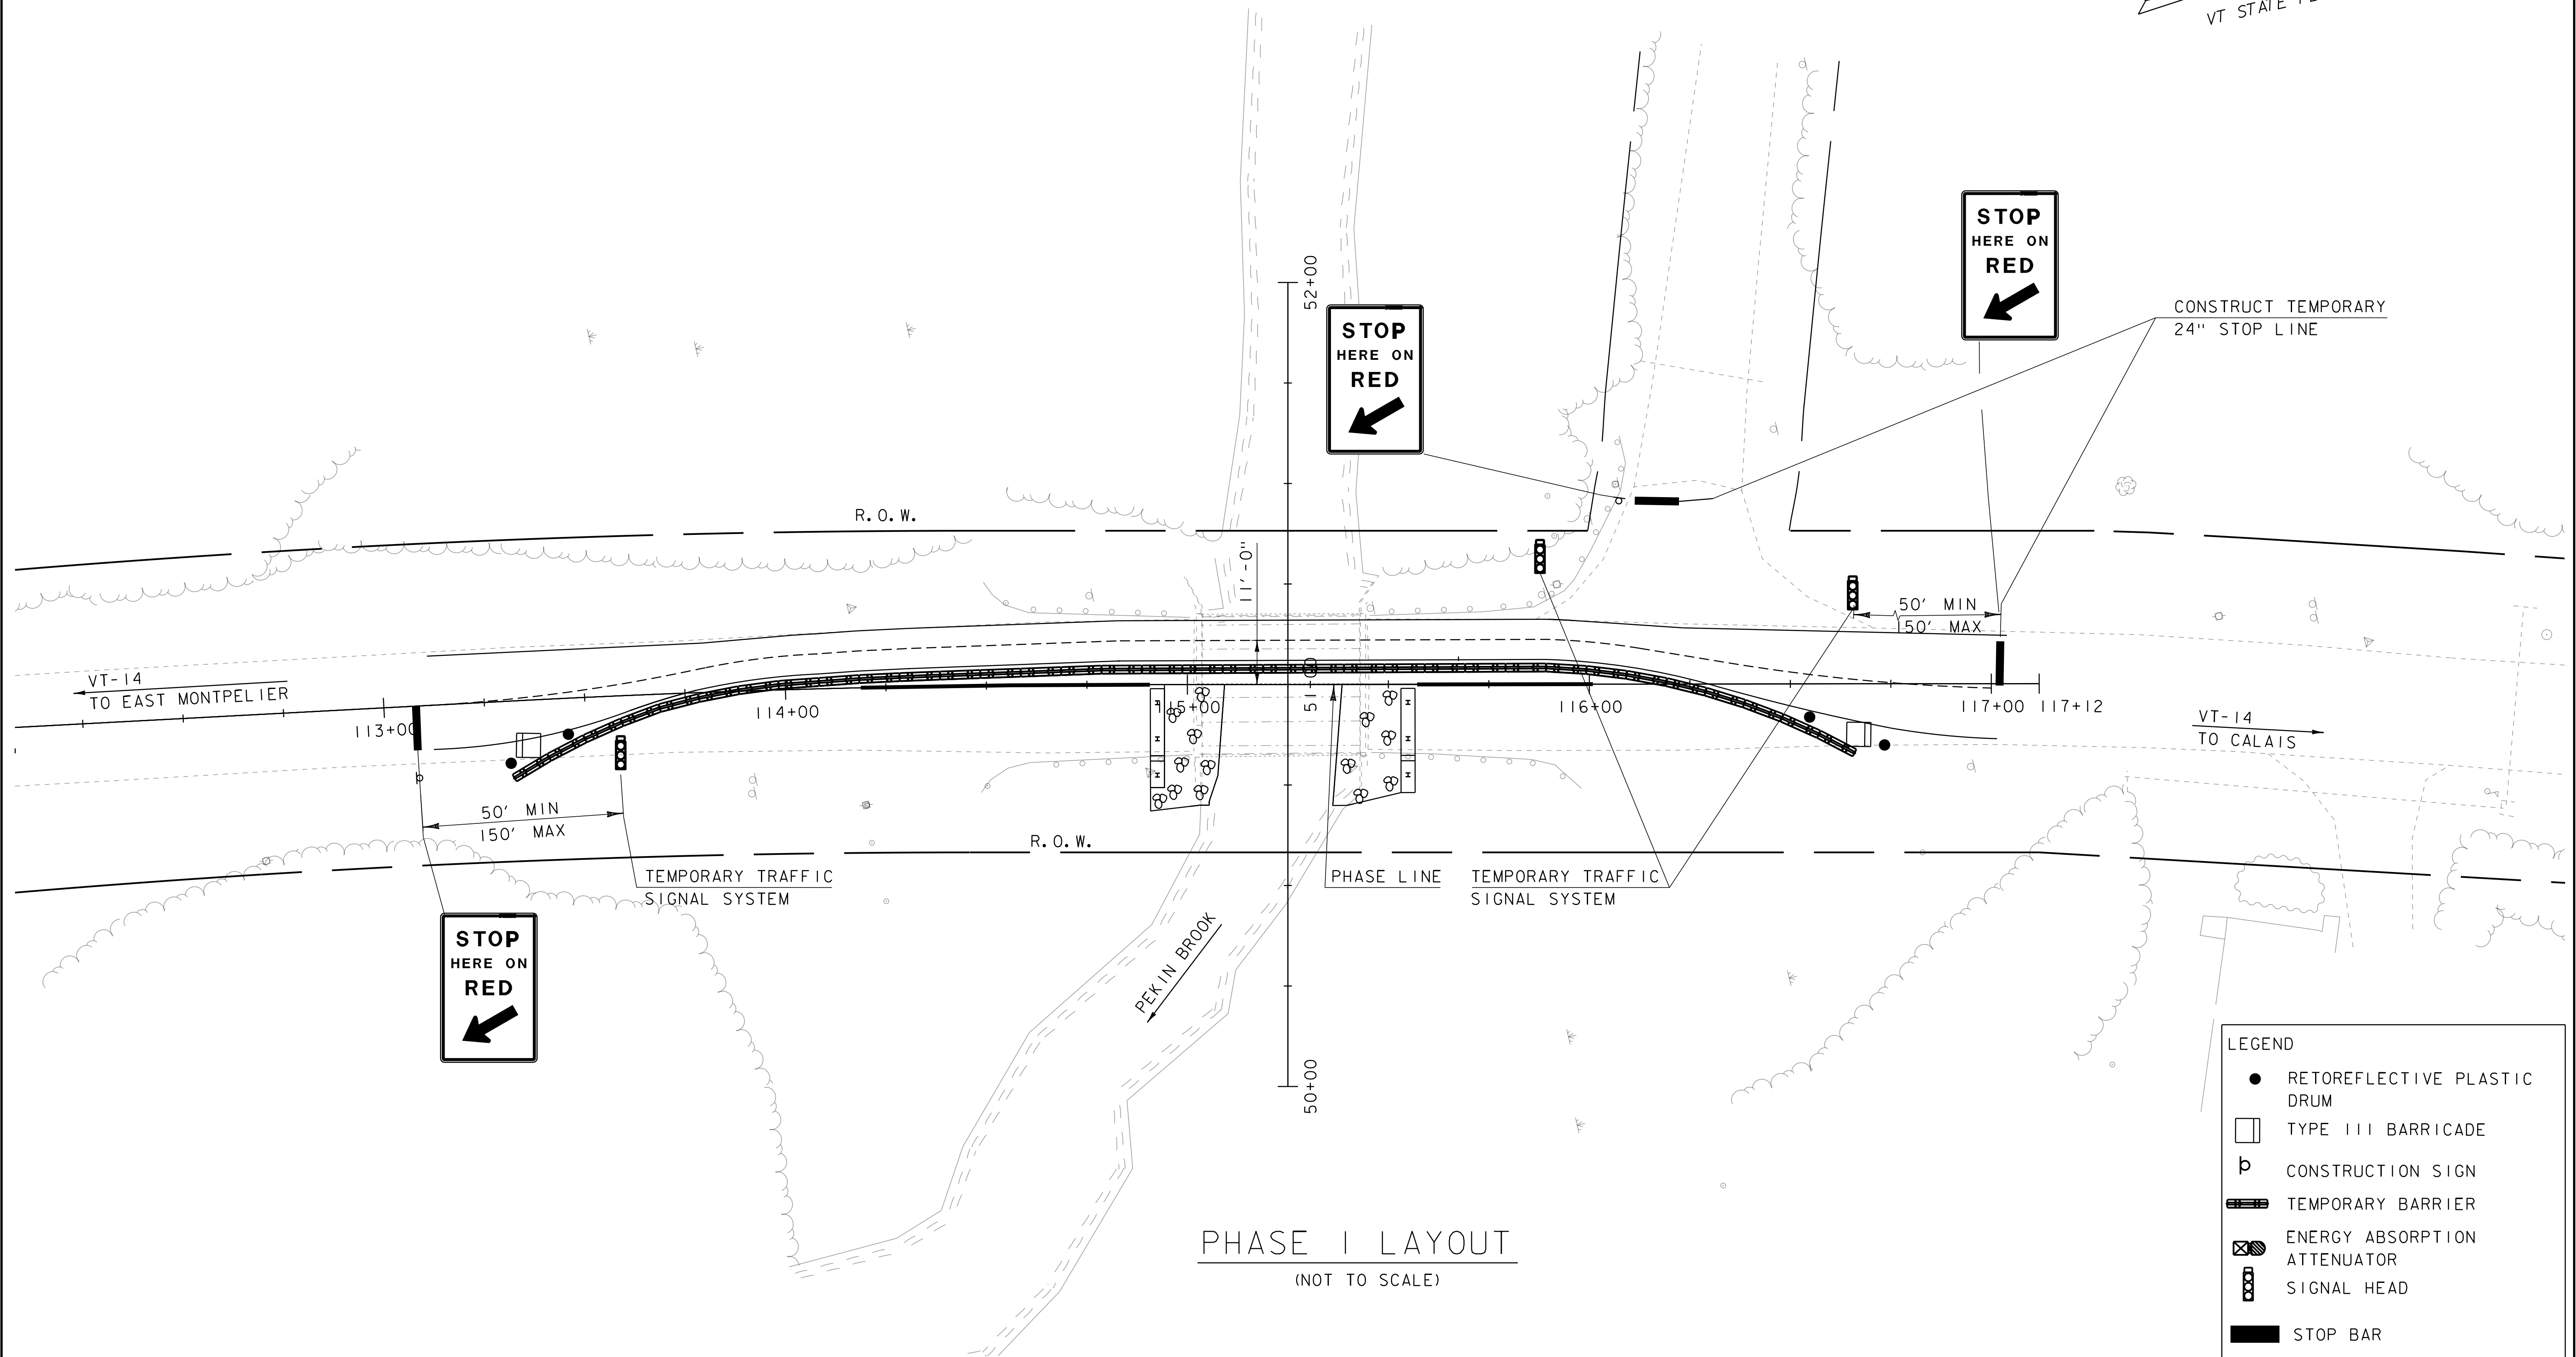 VT STATE
STOP
HERE ON
RED
STOP
HERE ON
RED
CONSTRUCT TEMPORARY
24" STOP LINE
52+00
R.O.W.
11'-0"
50' MIN
150' MAX
VT-14
TO EAST MONTPELIER
113+00
114+00
115+00
51+00
116+00
117+00
117+12
VT-14
TO CALAIS
50' MIN
150' MAX
R.O.W.
TEMPORARY TRAFFIC
SIGNAL SYSTEM
PHASE LINE
TEMPORARY TRAFFIC
SIGNAL SYSTEM
STOP
HERE ON
RED
PEKIN BROOK
50+00
PHASE 1 LAYOUT
(NOT TO SCALE)
LEGEND
RETOREFLECTIVE PLASTIC
DRUM
TYPE III BARRICADE
CONSTRUCTION SIGN
TEMPORARY BARRIER
ENERGY ABSORPTION
ATTENUATOR
SIGNAL HEAD
STOP BAR